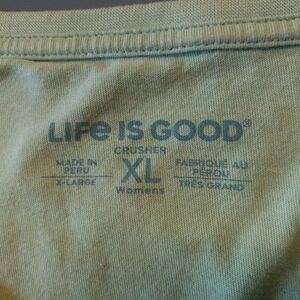 LIFe IS GOOD®
CRUSHER
MADE IN
PERU
X-LARGE
XL
Womens
FABRIQUÉ AU
PÉROU
TRÈS GRAND